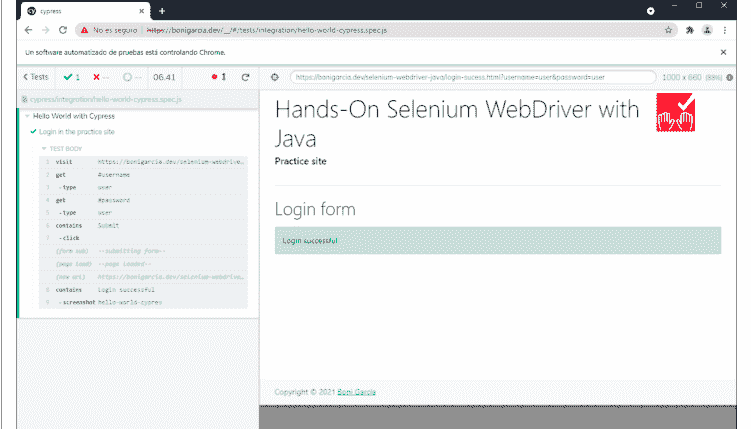 cypress
No es seguro | https://bonigarcia.dev/__/#/tests/integration/hello-world-cypress.spec.js
Un software automatizado de pruebas está controlando Chrome.
Tests 1 -- -- 06.41 1
https://bonigarcia.dev/selenium-webdriver-java/login-sucess.html?username=user&password=user
1000 x 660 (88%)
cypress/integration/hello-world-cypress.spec.js
Hello World with Cypress
Login in the practice site
TEST BODY
1 visit https://bonigarcia.dev/selenium-webdrive…
2 get #username
3 -type user
4 get #password
5 -type user
6 contains Submit
7 -click
(form sub) --submitting form--
(page load) --page loaded--
(new url) https://bonigarcia.dev/selenium-webdriva…
8 contains Login successful
9 -screenshot hello-world-cypress
Hands-On Selenium WebDriver with
Java
Practice site
Login form
Login successful
Copyright © 2021 Boni García